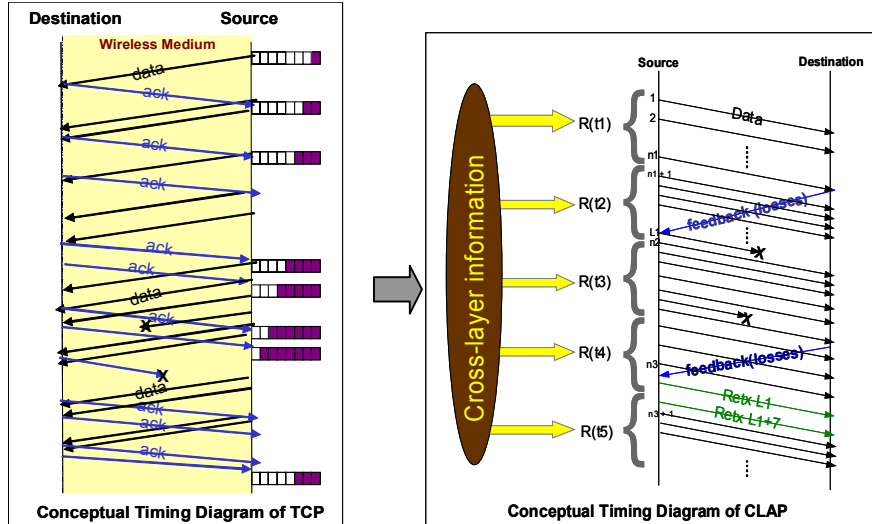 Destination
Source
Wireless Medium
data
ack
ack
ack
ack
ack
data
ack
X
X
data
ack
ack
ack
Conceptual Timing Diagram of TCP
Cross-layer information
R(t1)
R(t2)
R(t3)
R(t4)
R(t5)
Source
Destination
1
2
Data
n1
n1 + 1
feedback (losses)
L1
n2
X
X
feedback(losses)
n3
Retx L1
Retx L1+7
n3 + 1
Conceptual Timing Diagram of CLAP